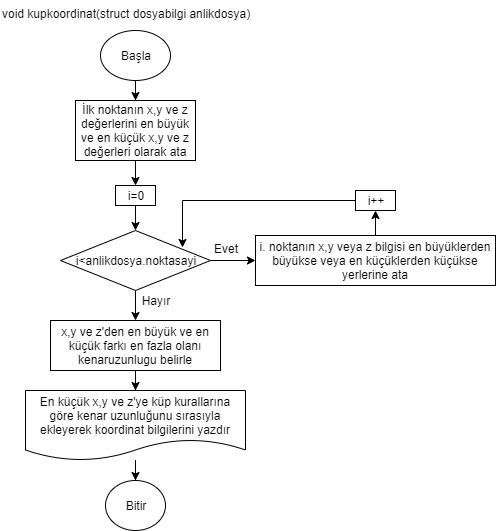 void kupkoordinat(struct dosyabilgi anlikdosya)
Başla
İlk noktanın x,y ve z
değerlerini en büyük
ve en küçük x,y ve z
değerleri olarak ata
i=0
i++
i<anlikdosya.noktasayi
Evet
i. noktanın x,y veya z bilgisi en büyüklerden
büyükse veya en küçüklerden küçükse
yerlerine ata
Hayır
x,y ve z'den en büyük ve en
küçük farkı en fazla olanı
kenaruzunlugu belirle
En küçük x,y ve z'ye küp kurallarına
göre kenar uzunluğunu sırasıyla
ekleyerek koordinat bilgilerini yazdır
Bitir